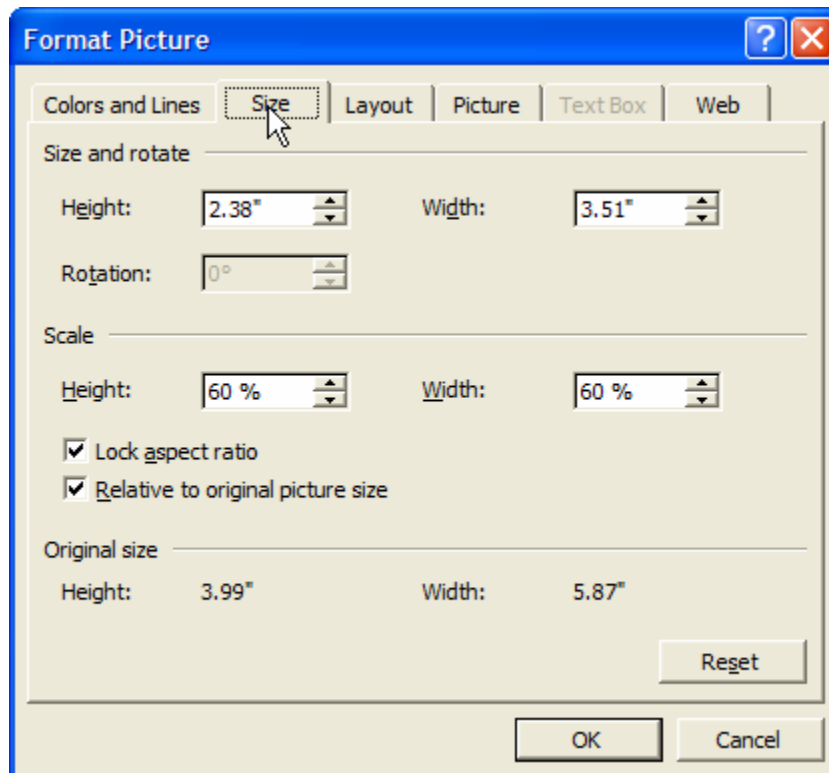 Format Picture ?
Colors and Lines Size Layout Picture Text Box Web
Size and rotate
Height: 2.38" Width: 3.51"
Rotation: 0°
Scale
Height: 60 % Width: 60 %
Lock aspect ratio
Relative to original picture size
Original size
Height: 3.99" Width: 5.87"
Reset
OK Cancel